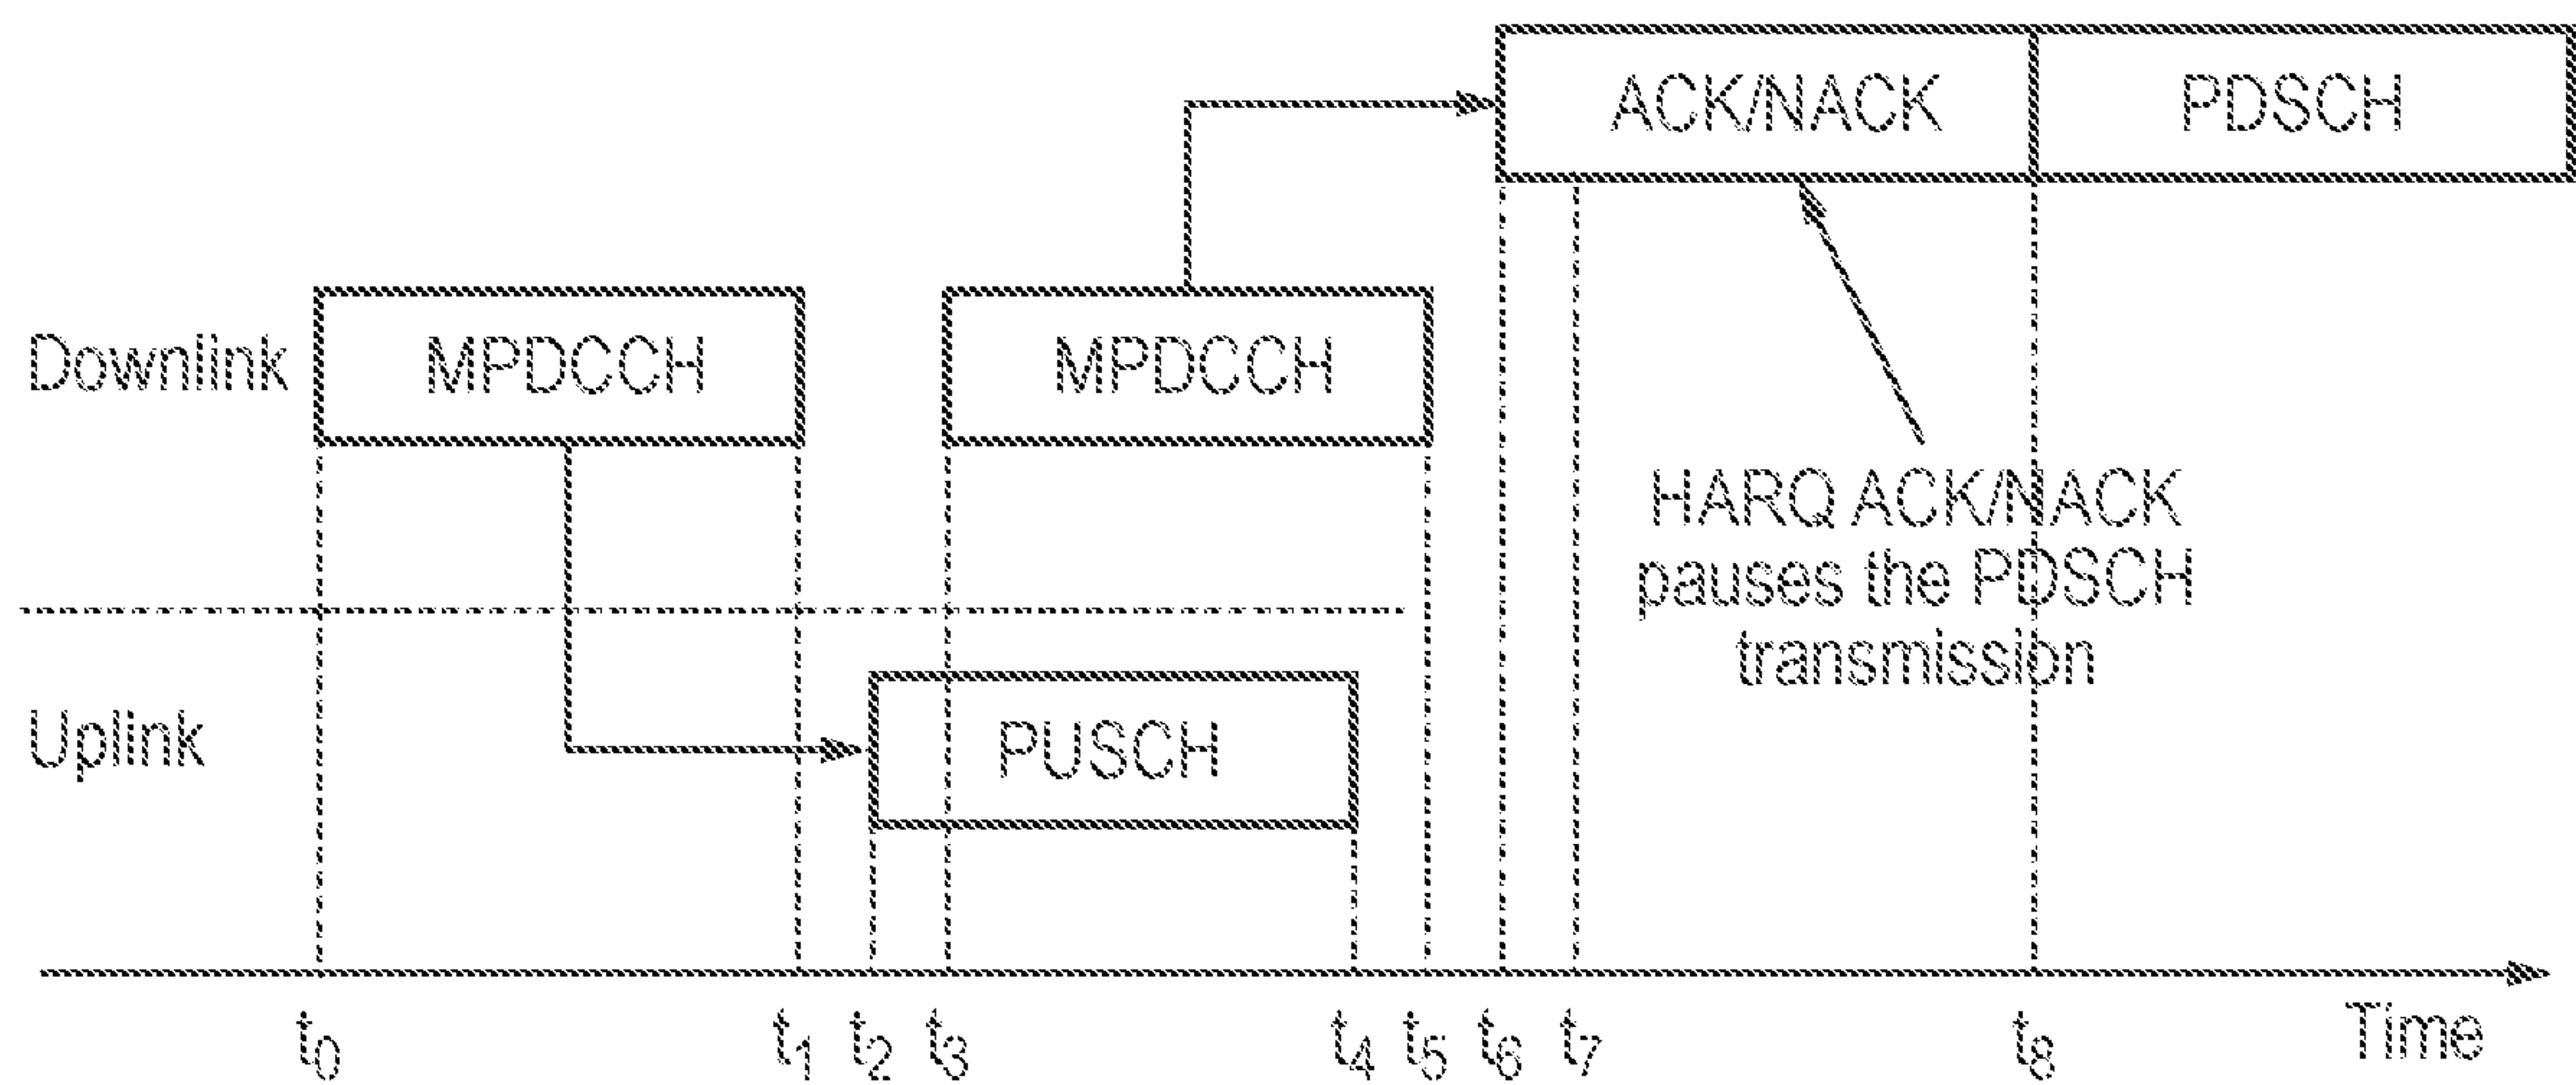 ACK/NACK PDSCH
Downlink MPDCCH MPDCCH
HARQ ACK/NACK
pauses the PDSCH
transmission
Uplink PUSCH
t0 t1 t2 t3 t4 t5 t6 t7 t8 Time